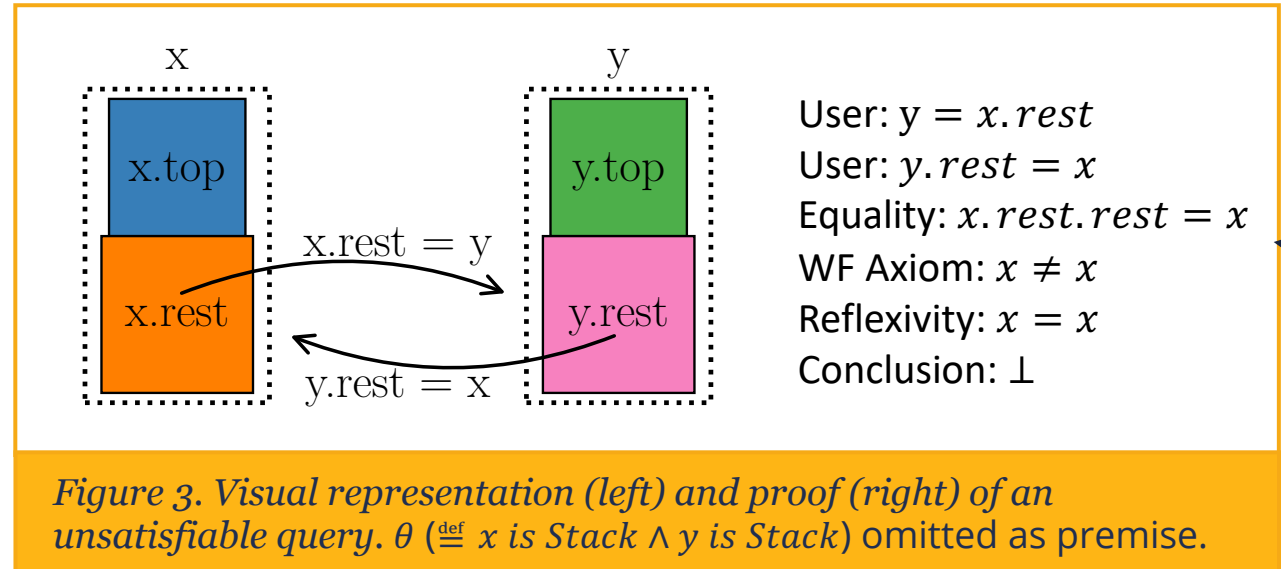 x
y
x.top
y.top
x.rest = y
x.rest
y.rest
y.rest = x
User: y = x.rest
User: y.rest = x
Equality: x.rest.rest = x
WF Axiom: x ≠ x
Reflexivity: x = x
Conclusion: ⊥
Figure 3. Visual representation (left) and proof (right) of an
unsatisfiable query. θ (≝ x is Stack ∧ y is Stack) omitted as premise.